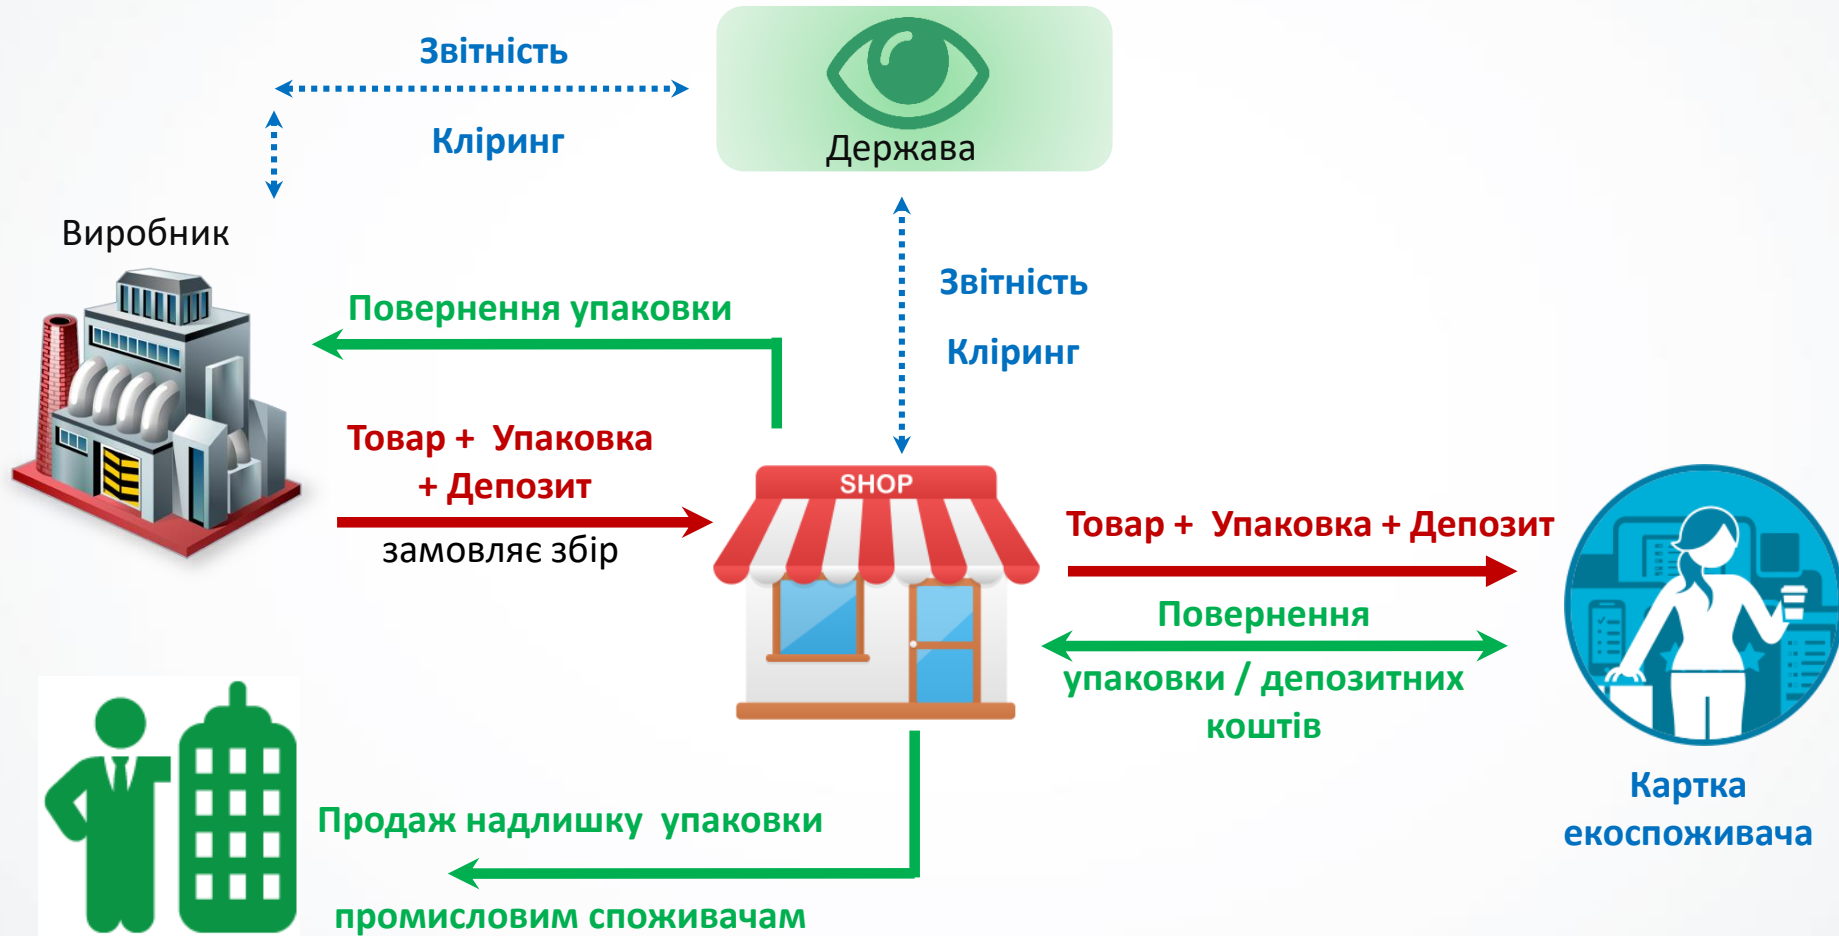 Звітність
Кліринг
Держава
Виробник
Звітність
Кліринг
Повернення упаковки
Товар + Упаковка
+ Депозит
замовляє збір
SHOP
Товар + Упаковка + Депозит
Повернення
упаковки / депозитних
коштів
Картка
екоспоживача
Продаж надлишку упаковки
промисловим споживачам